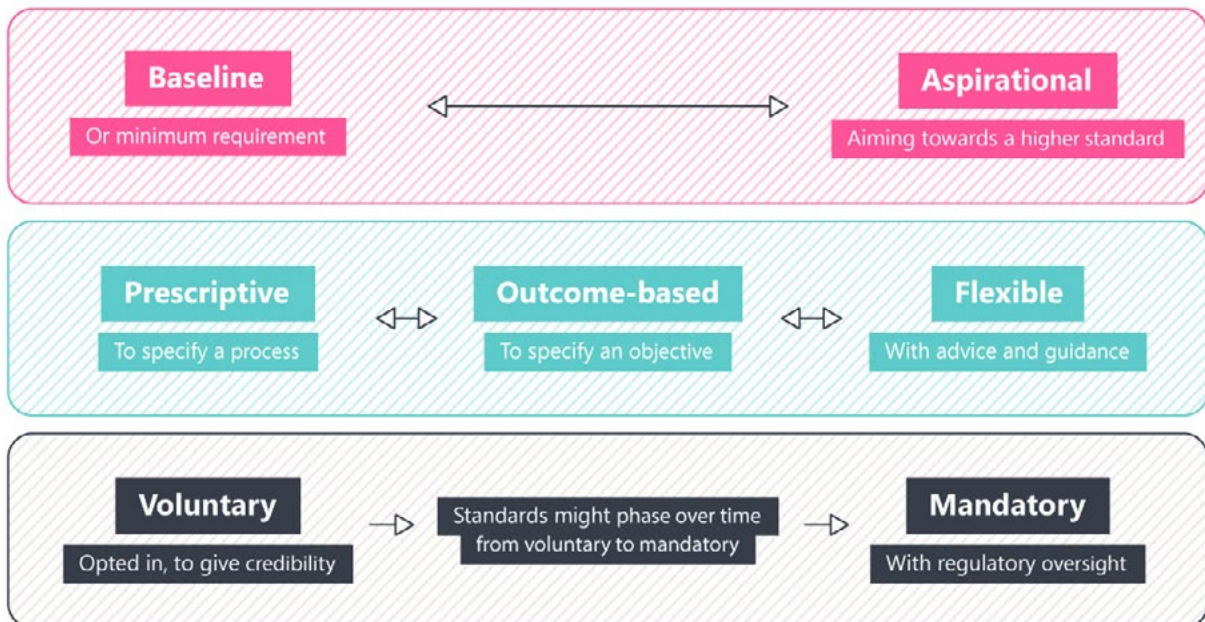 Baseline
Or minimum requirement
Aspirational
Aiming towards a higher standard
Prescriptive
To specify a process
Outcome-based
To specify an objective
Flexible
With advice and guidance
Voluntary
Opted in, to give credibility
Standards might phase over time
from voluntary to mandatory
Mandatory
With regulatory oversight